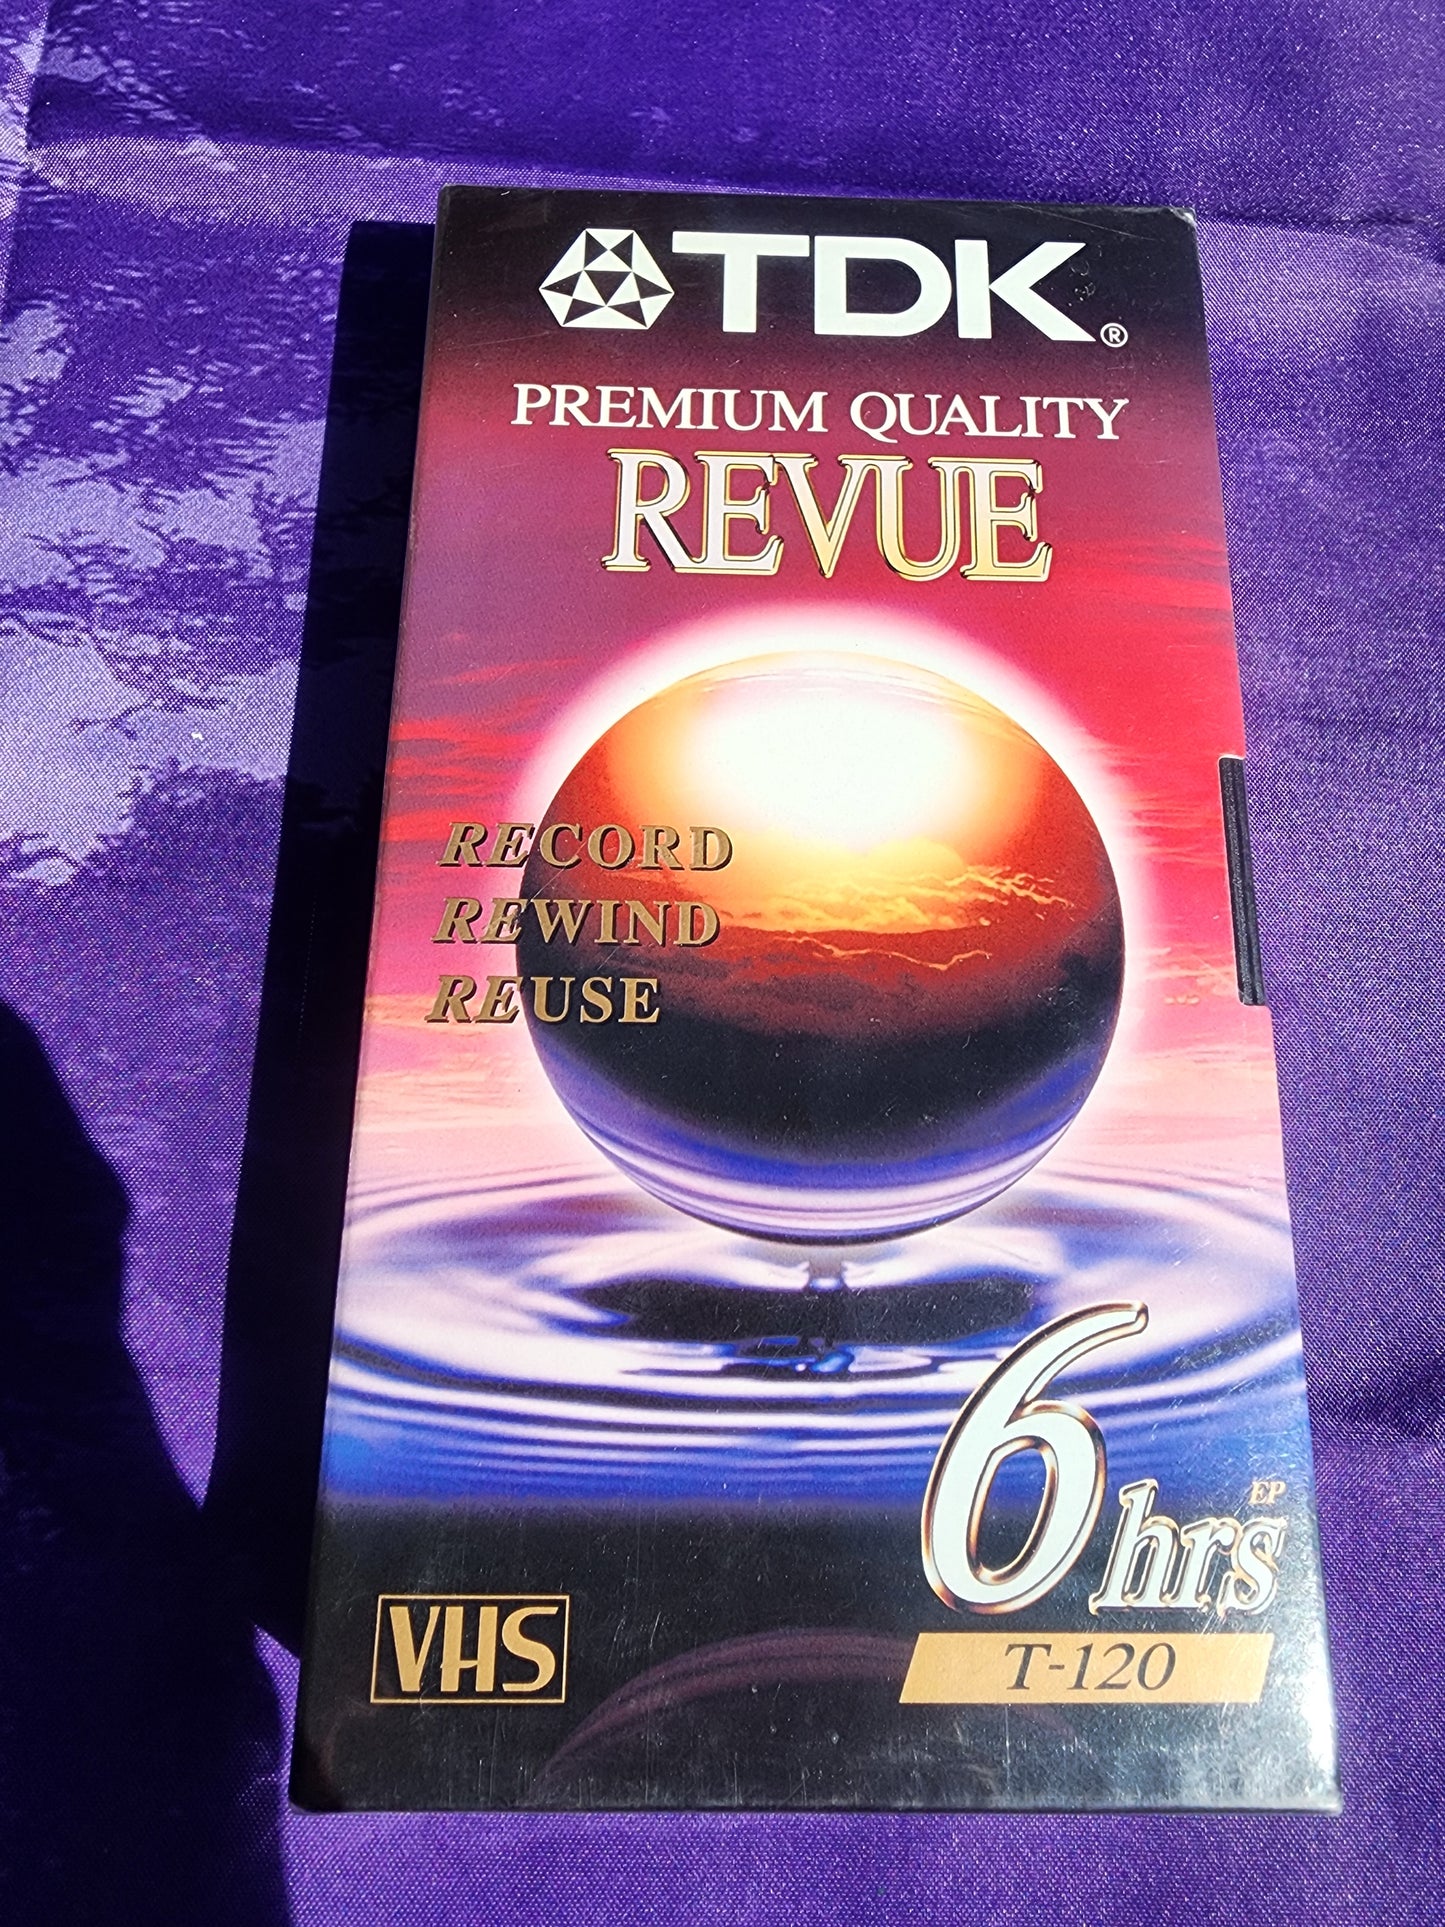 TDK®
PREMIUM QUALITY
REVUE
RECORD
REWIND
REUSE
6 hrs EP
VHS
T-120